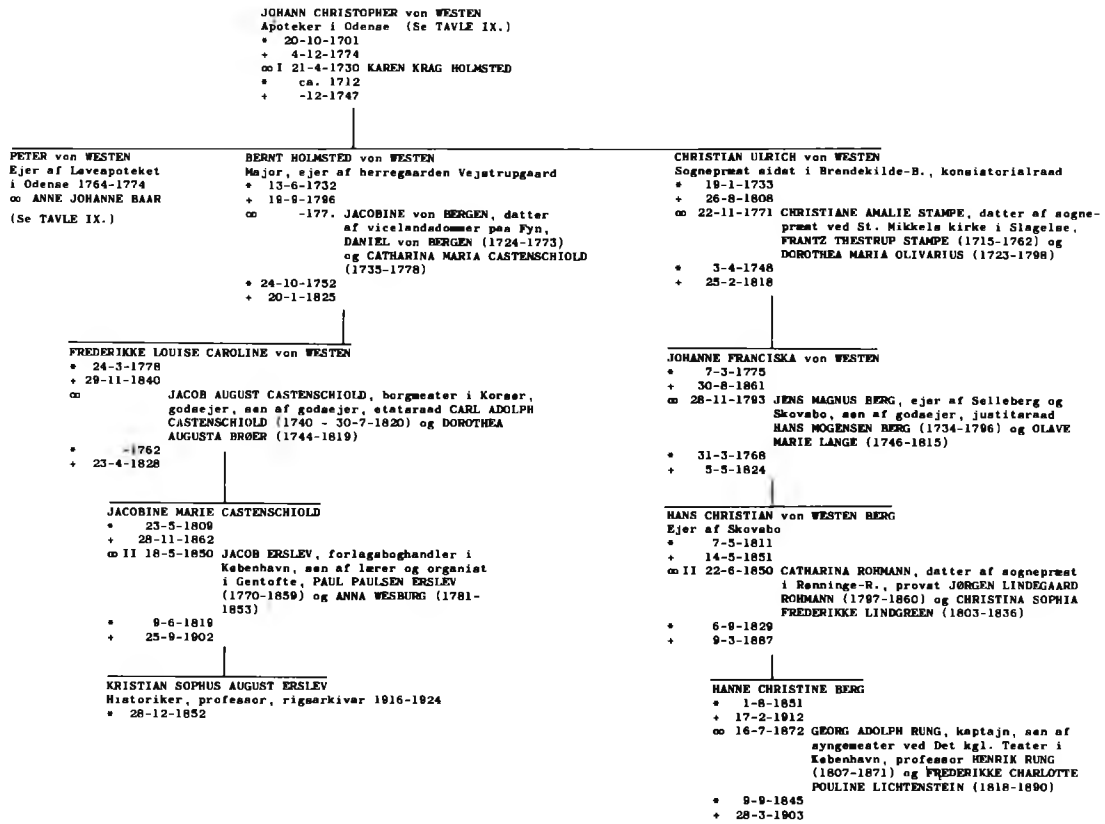 JOHANN CHRISTOPHER von WESTEN
Apoteker i Odense (Se TAVLE IX.)
* 20-10-1701
+ 4-12-1774
∞ I 21-4-1730 KAREN KRAG HOLMSTED
* ca. 1712
+ -12-1747
PETER von WESTEN
Ejer af Løveapoteket
i Odense 1764-1774
∞ ANNE JOHANNE BAAR
(Se TAVLE IX.)
BERNT HOLMSTED von WESTEN
Major, ejer af herregaarden Vejstrupgaard
* 13-6-1732
+ 19-9-1796
∞ -177. JACOBINE von BERGEN, datter
af vicelandsdommer paa Fyn,
DANIEL von BERGEN (1724-1773)
og CATHARINA MARIA CASTENSCHIOLD
(1735-1778)
* 24-10-1752
+ 20-1-1825
CHRISTIAN ULRICH von WESTEN
Sognepræst sidst i Brendekilde-B., konsistorialraad
* 19-1-1733
+ 26-8-1808
∞ 22-11-1771 CHRISTIANE AMALIE STAMPE, datter af sogne-
præst ved St. Mikkels kirke i Slagelse,
FRANTZ THESTRUP STAMPE (1715-1762) og
DOROTHEA MARIA OLIVARIUS (1723-1798)
* 3-4-1748
+ 25-2-1818
FREDERIKKE LOUISE CAROLINE von WESTEN
* 24-3-1778
+ 29-11-1840
∞ JACOB AUGUST CASTENSCHIOLD, borgmester i Korsør,
godsejer, søn af godsejer, etatsraad CARL ADOLPH
CASTENSCHIOLD (1740 - 30-7-1820) og DOROTHEA
AUGUSTA BRØER (1744-1819)
* -1762
+ 23-4-1828
JOHANNE FRANCISKA von WESTEN
* 7-3-1775
+ 30-8-1861
∞ 28-11-1793 JENS MAGNUS BERG, ejer af Selleberg og
Skovsbo, søn af godsejer, justitsraad
HANS MOGENSEN BERG (1734-1796) og OLAVE
MARIE LANGE (1746-1815)
* 31-3-1768
+ 5-5-1824
JACOBINE MARIE CASTENSCHIOLD
* 23-5-1809
+ 28-11-1862
∞ II 18-5-1850 JACOB ERSLEV, forlagsboghandler i
København, søn af lærer og organist
i Gentofte, PAUL PAULSEN ERSLEV
(1770-1859) og ANNA WESBURG (1781-
1853)
* 9-6-1819
+ 25-9-1902
HANS CHRISTIAN von WESTEN BERG
Ejer af Skovsbo
* 7-5-1811
+ 14-5-1851
∞ II 22-6-1850 CATHARINA ROHMANN, datter af sognepræst
i Rønninge-R., provst JØRGEN LINDEGAARD
ROHMANN (1797-1860) og CHRISTINA SOPHIA
FREDERIKKE LINDGREEN (1803-1836)
* 6-9-1829
+ 9-3-1887
KRISTIAN SOPHUS AUGUST ERSLEV
Historiker, professor, rigsarkivar 1916-1924
* 28-12-1852
HANNE CHRISTINE BERG
* 1-8-1851
+ 17-2-1912
∞ 16-7-1872 GEORG ADOLPH RUNG, kaptajn, søn af
syngemester ved Det kgl. Teater i
København, professor HENRIK RUNG
(1807-1871) og FREDERIKKE CHARLOTTE
POULINE LICHTENSTEIN (1818-1890)
* 9-9-1845
+ 28-3-1903